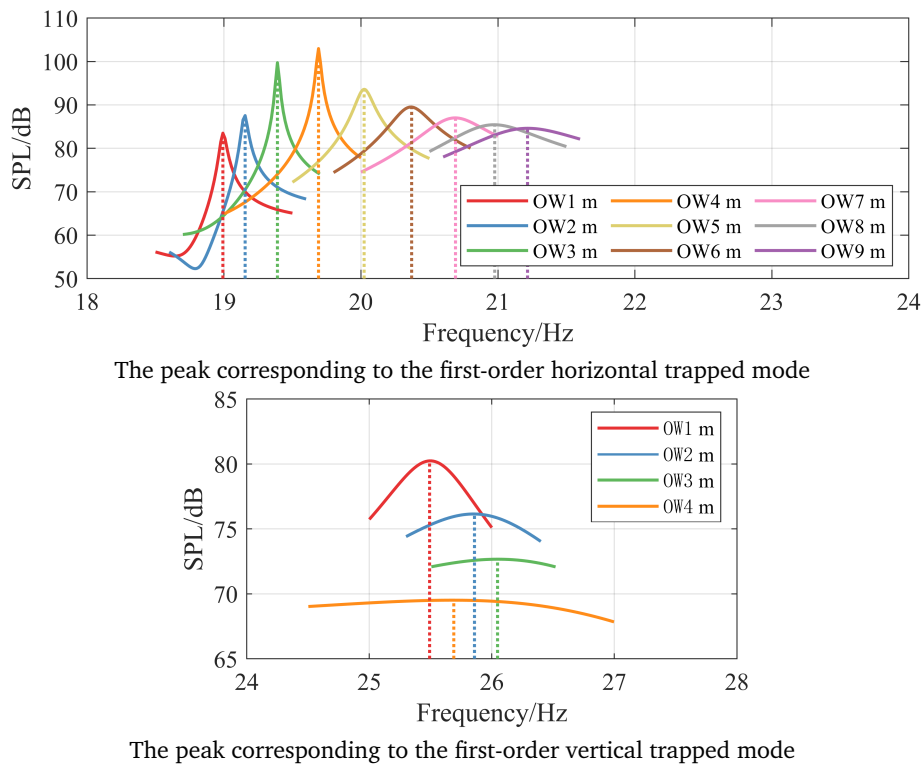 110
100
90
80
70
60
50
SPL/dB
OW1 m OW4 m OW7 m
OW2 m OW5 m OW8 m
OW3 m OW6 m OW9 m
18 19 20 21 22 23 24
Frequency/Hz
The peak corresponding to the first-order horizontal trapped mode
85
80
75
70
65
SPL/dB
OW1 m
OW2 m
OW3 m
OW4 m
24 25 26 27 28
Frequency/Hz
The peak corresponding to the first-order vertical trapped mode